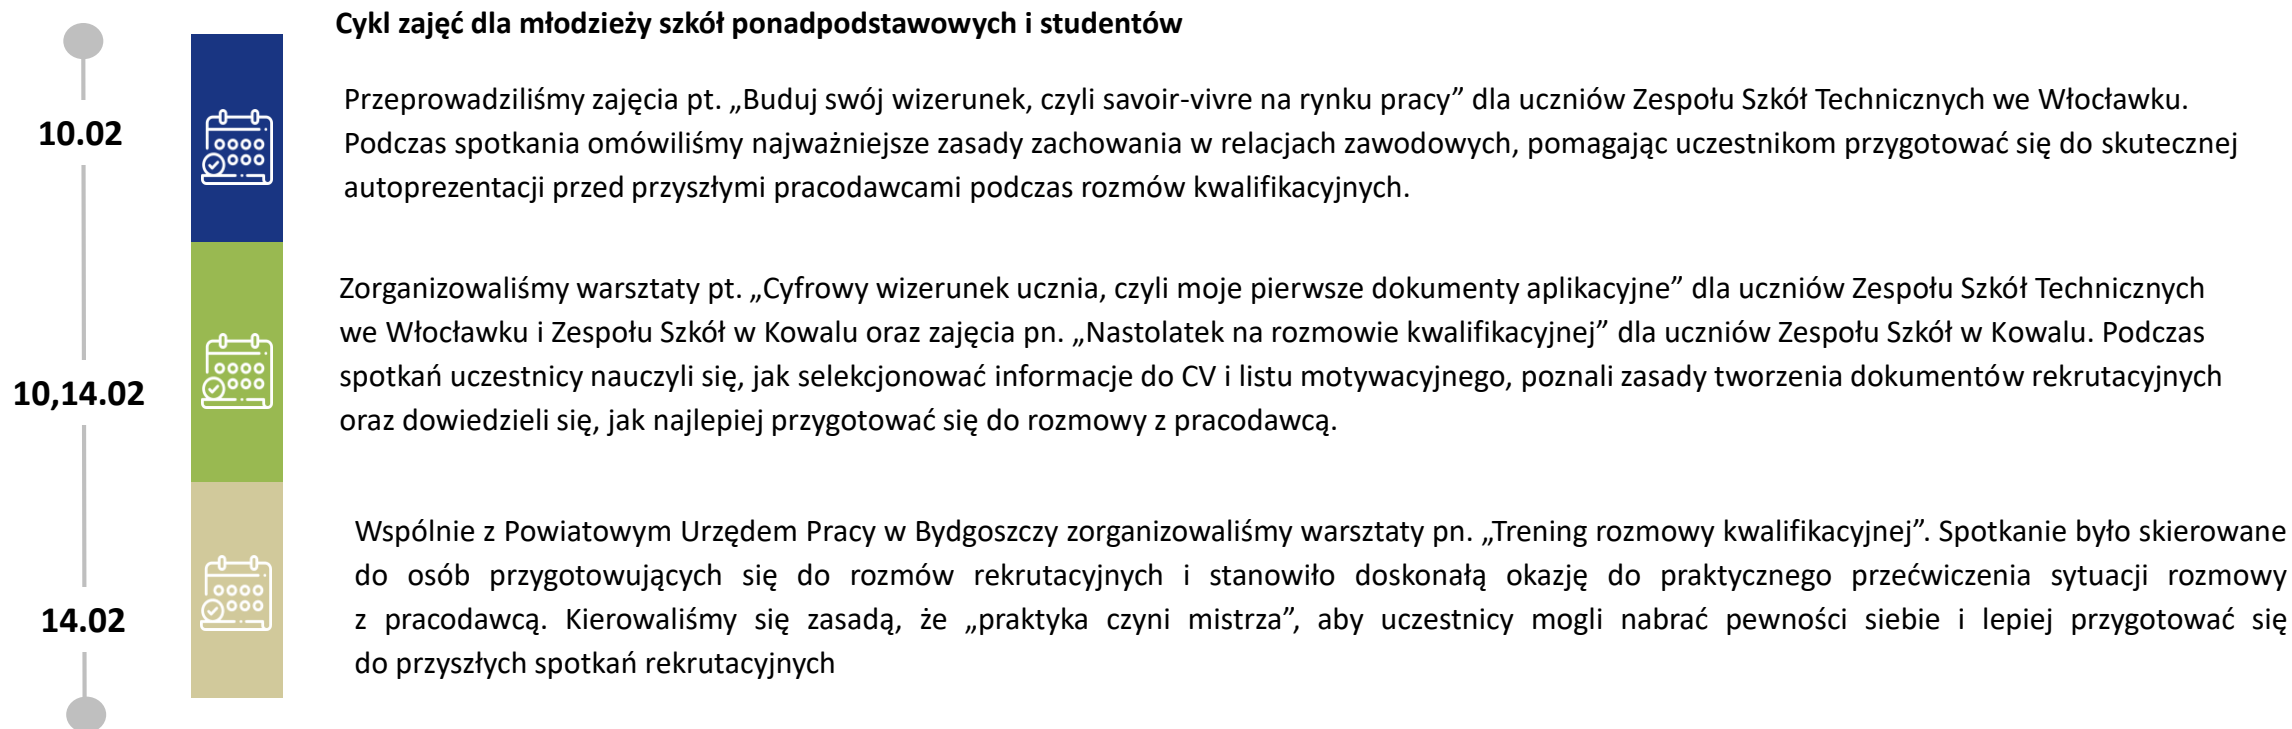 Cykl zajęć dla młodzieży szkół ponadpodstawowych i studentów
10.02
Przeprowadziliśmy zajęcia pt. „Buduj swój wizerunek, czyli savoir-vivre na rynku pracy” dla uczniów Zespołu Szkół Technicznych we Włocławku.
Podczas spotkania omówiliśmy najważniejsze zasady zachowania w relacjach zawodowych, pomagając uczestnikom przygotować się do skutecznej
autoprezentacji przed przyszłymi pracodawcami podczas rozmów kwalifikacyjnych.
10,14.02
Zorganizowaliśmy warsztaty pt. „Cyfrowy wizerunek ucznia, czyli moje pierwsze dokumenty aplikacyjne” dla uczniów Zespołu Szkół Technicznych
we Włocławku i Zespołu Szkół w Kowalu oraz zajęcia pn. „Nastolatek na rozmowie kwalifikacyjnej” dla uczniów Zespołu Szkół w Kowalu. Podczas
spotkań uczestnicy nauczyli się, jak selekcjonować informacje do CV i listu motywacyjnego, poznali zasady tworzenia dokumentów rekrutacyjnych
oraz dowiedzieli się, jak najlepiej przygotować się do rozmowy z pracodawcą.
14.02
Wspólnie z Powiatowym Urzędem Pracy w Bydgoszczy zorganizowaliśmy warsztaty pn. „Trening rozmowy kwalifikacyjnej”. Spotkanie było skierowane
do osób przygotowujących się do rozmów rekrutacyjnych i stanowiło doskonałą okazję do praktycznego przećwiczenia sytuacji rozmowy
z pracodawcą. Kierowaliśmy się zasadą, że „praktyka czyni mistrza”, aby uczestnicy mogli nabrać pewności siebie i lepiej przygotować się
do przyszłych spotkań rekrutacyjnych